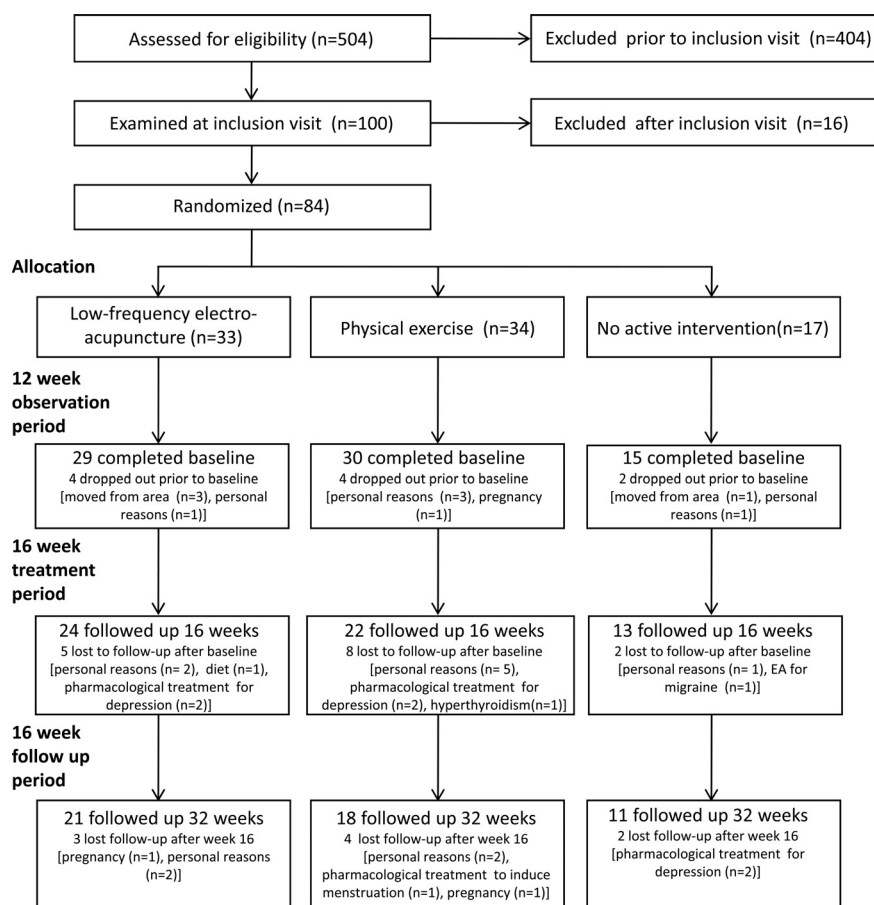 Assessed for eligibility (n=504)
Excluded prior to inclusion visit (n=404)
Examined at inclusion visit (n=100)
Excluded after inclusion visit (n=16)
Randomized (n=84)
Allocation
Low-frequency electro-
acupuncture (n=33)
Physical exercise (n=34)
No active intervention(n=17)
12 week
observation
period
29 completed baseline
4 dropped out prior to baseline
[moved from area (n=3), personal
reasons (n=1)]
30 completed baseline
4 dropped out prior to baseline
[personal reasons (n=3), pregnancy
(n=1)]
15 completed baseline
2 dropped out prior to baseline
[moved from area (n=1), personal
reasons (n=1)]
16 week
treatment
period
24 followed up 16 weeks
5 lost to follow-up after baseline
[personal reasons (n= 2), diet (n=1),
pharmacological treatment for
depression (n=2)]
22 followed up 16 weeks
8 lost to follow-up after baseline
[personal reasons (n= 5),
pharmacological treatment for
depression (n=2), hyperthyroidism(n=1)]
13 followed up 16 weeks
2 lost to follow-up after baseline
[personal reasons (n= 1), EA for
migraine (n=1)]
16 week
follow up
period
21 followed up 32 weeks
3 lost follow-up after week 16
[pregnancy (n=1), personal reasons
(n=2)]
18 followed up 32 weeks
4 lost follow-up after week 16
[personal reasons (n=2),
pharmacological treatment to induce
menstruation (n=1), pregnancy (n=1)]
11 followed up 32 weeks
2 lost follow-up after week 16
[pharmacological treatment for
depression (n=2)]